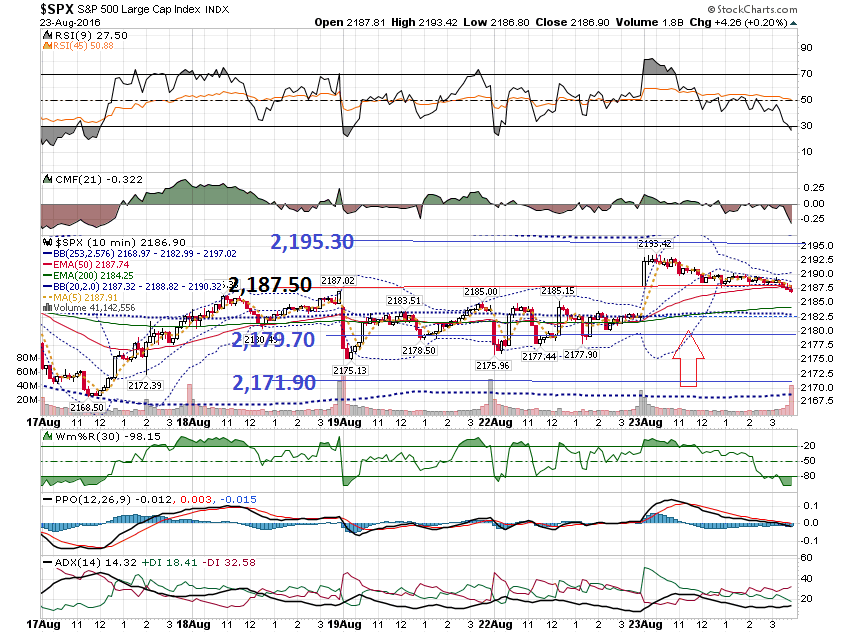 $SPX S&P 500 Large Cap Index INDX © StockCharts.com
23-Aug-2016 Open 2187.81 High 2193.42 Low 2186.80 Close 2186.90 Volume 1.8B Chg +4.26 (+0.20%)
RSI(9) 27.50
RSI(45) 50.88
90
70
50
30
10
CMF(21) -0.322
0.25
0.00
-0.25
$SPX (10 min) 2186.90
BB(253,2.576) 2168.97 - 2182.99 - 2197.02
EMA(50) 2187.74
EMA(200) 2184.25
BB(20,2.0) 2187.32 - 2188.82 - 2190.32
MA(5) 2187.91
Volume 41,142,556
2,195.30
2,187.50
2,179.70
2,171.90
2193.42
2187.02
2183.51
2185.00
2185.15
2178.50
2177.44
2177.90
2175.96
2175.13
2172.39
2168.50
2195.0
2192.5
2190.0
2187.5
2185.0
2182.5
2180.0
2177.5
2175.0
2172.5
2170.0
2167.5
80M
60M
40M
20M
17Aug 11 12 1 2 3 18Aug 11 12 1 2 3 19Aug 11 12 1 2 3 22Aug 11 12 1 2 3 23Aug 11 12 1 2 3
Wm%R(30) -98.15
-20
-50
-80
PPO(12,26,9) -0.012, 0.003, -0.015
0.1
0.0
-0.1
ADX(14) 14.32 +DI 18.41 -DI 32.58
60
40
20
17Aug 11 12 1 2 3 18Aug 11 12 1 2 3 19Aug 11 12 1 2 3 22Aug 11 12 1 2 3 23Aug 11 12 1 2 3